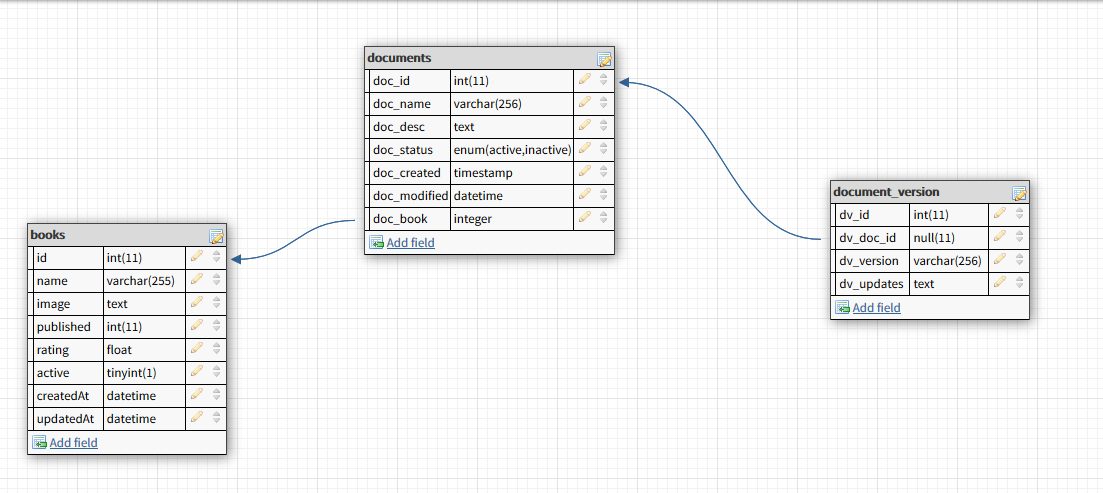 documents
doc_id int(11)
doc_name varchar(256)
doc_desc text
doc_status enum(active,inactive)
doc_created timestamp
doc_modified datetime
doc_book integer
Add field
document_version
dv_id int(11)
dv_doc_id null(11)
dv_version varchar(256)
dv_updates text
Add field
books
id int(11)
name varchar(255)
image text
published int(11)
rating float
active tinyint(1)
createdAt datetime
updatedAt datetime
Add field